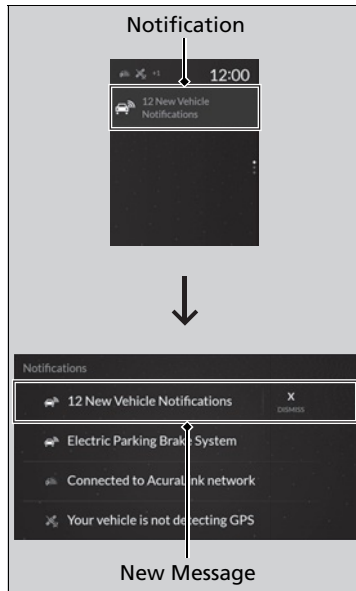 Notification
+1 12:00
12 New Vehicle
Notifications
Notifications
12 New Vehicle Notifications X
DISMISS
Electric Parking Brake System
Connected to AcuraLink network
Your vehicle is not detecting GPS
New Message